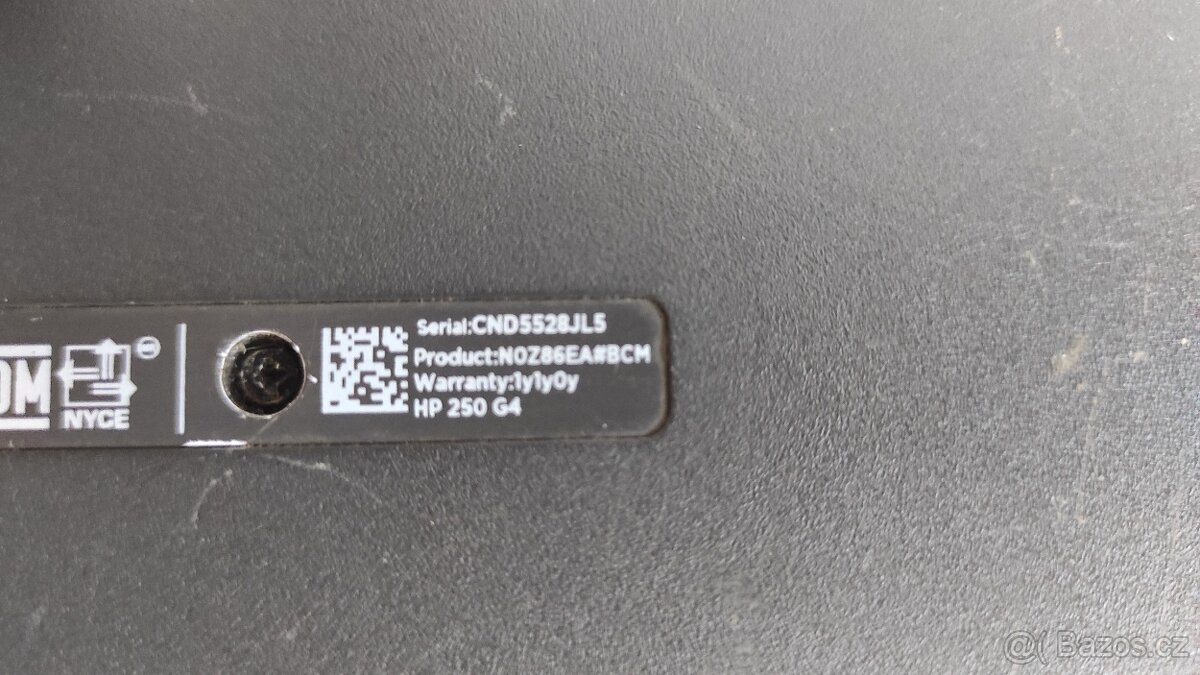 NYCE
Serial:CND5528JL5
Product:N0Z86EA#BCM
Warranty:1y1y0y
HP 250 G4
@( Bazos.cz